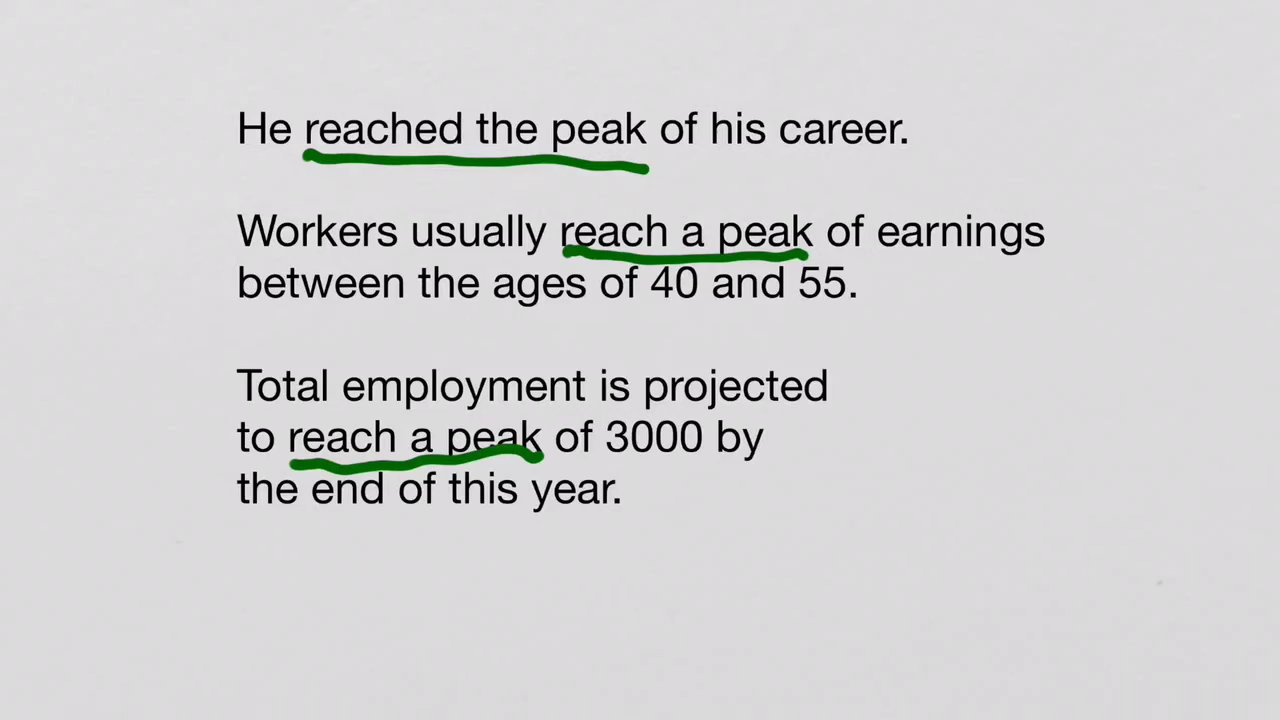 He reached the peak of his career.
Workers usually reach a peak of earnings
between the ages of 40 and 55.
Total employment is projected
to reach a peak of 3000 by
the end of this year.